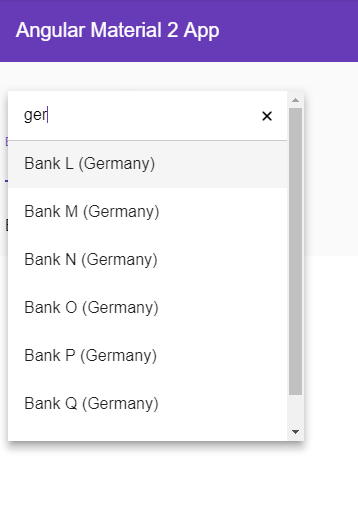 Angular Material 2 App
ger
Bank L (Germany)
Bank M (Germany)
Bank N (Germany)
Bank O (Germany)
Bank P (Germany)
Bank Q (Germany)